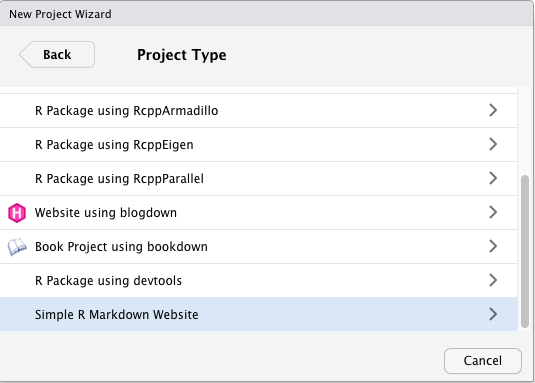 New Project Wizard
Back
Project Type
R Package using RcppArmadillo
R Package using RcppEigen
R Package using RcppParallel
H
Website using blogdown
Book Project using bookdown
R Package using devtools
Simple R Markdown Website
Cancel